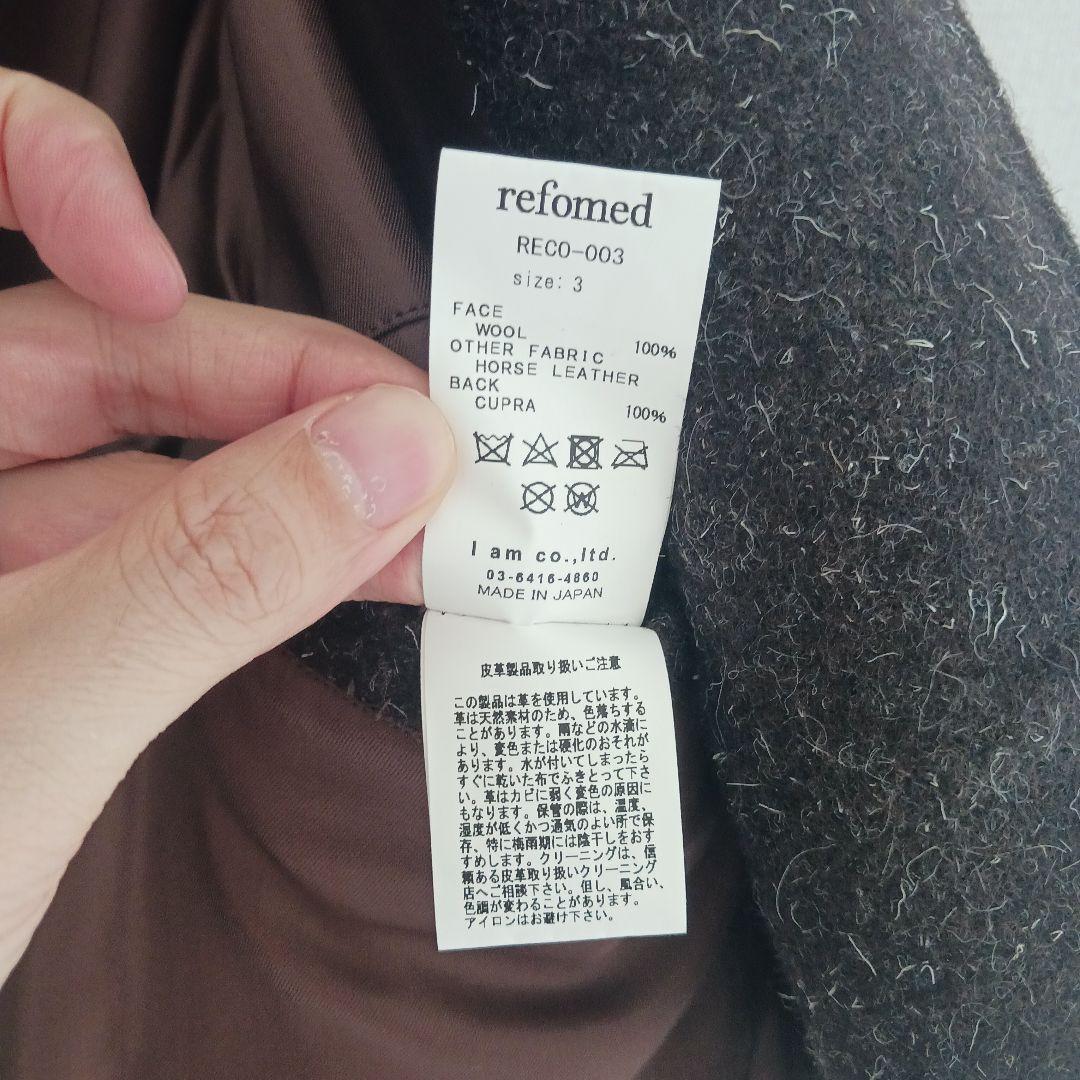 refomed
RECO-003
size: 3
FACE
WOOL 100%
OTHER FABRIC
HORSE LEATHER
BACK
CUPRA 100%
W
I am co.,ltd.
03-6416-4860
MADE IN JAPAN
皮革製品取り扱いご注意
この製品は革を使用しています。
革は天然素材のため、色落ちする
ことがあります。雨などの水滴に
より、変色または硬化のおそれが
あります。水が付いてしまったら
すぐに乾いた布でふきとって下さ
い。革はカビに弱く変色の原因に
もなります。保管の際は、温度、
湿度が低くかつ通気のよい所で保
存、特に梅雨期には陰干しをおす
すめします。クリーニングは、信
頼ある皮革取り扱いクリーニング
店へご相談下さい。但し、風合い、
色調が変わることがあります。
アイロンはお避け下さい。